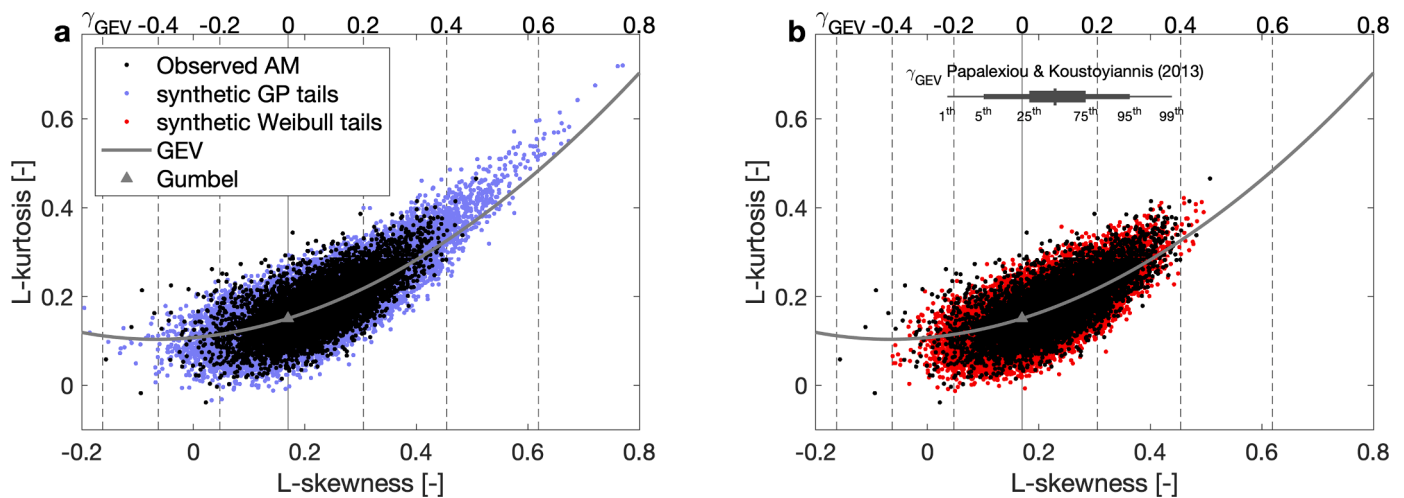 a
γGEV -0.4 -0.2 0 0.2 0.4 0.6 0.8
Observed AM
synthetic GP tails
synthetic Weibull tails
GEV
Gumbel
0.6
0.4
0.2
0
L-kurtosis [-]
-0.2 0 0.2 0.4 0.6 0.8
L-skewness [-]
b
γGEV -0.4 -0.2 0 0.2 0.4 0.6 0.8
γGEV Papalexiou & Koustoyiannis (2013)
1th 5th 25th 75th 95th 99th
0.6
0.4
0.2
0
L-kurtosis [-]
-0.2 0 0.2 0.4 0.6 0.8
L-skewness [-]